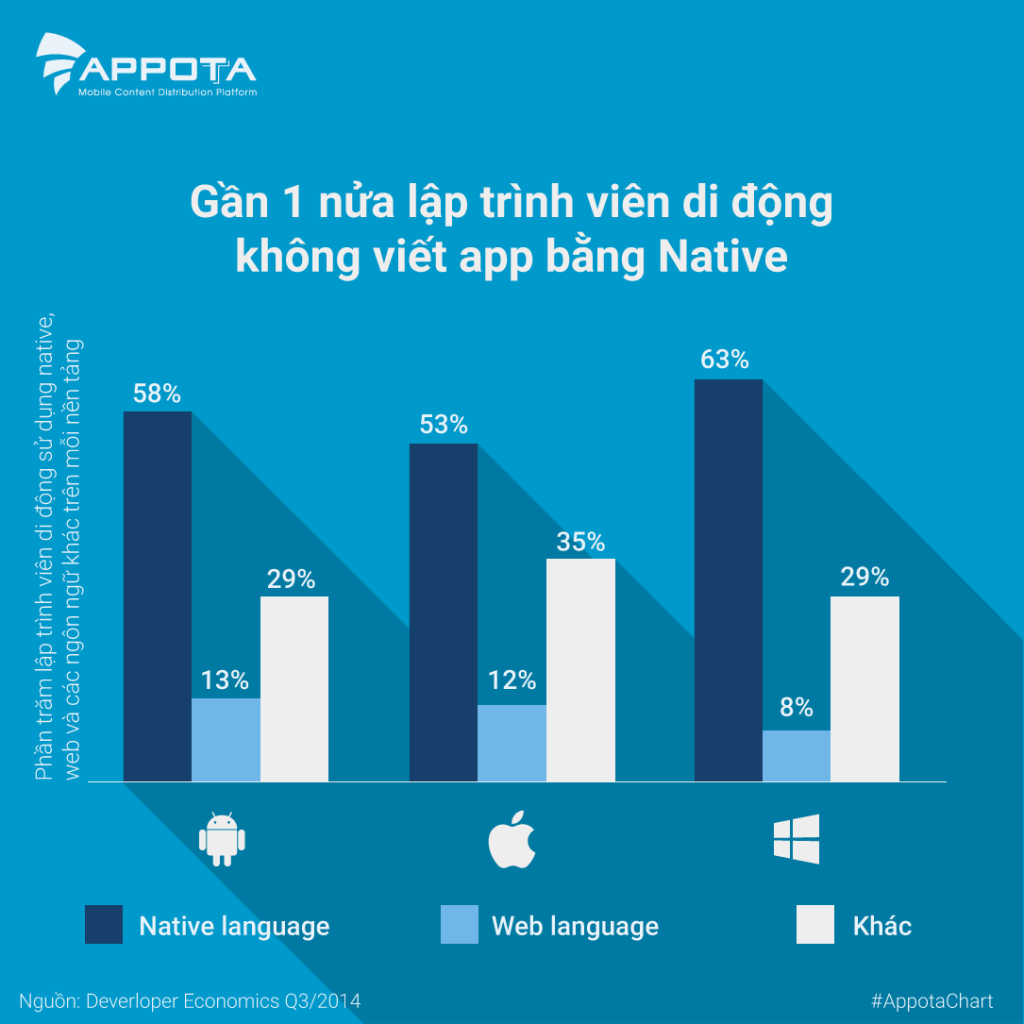 APPOTA
Mobile Content Distribution Platform
Gần 1 nửa lập trình viên di động
không viết app bằng Native
Phần trăm lập trình viên di động sử dụng native,
web và các ngôn ngữ khác trên mỗi nền tảng
58%
13%
29%
53%
12%
35%
63%
8%
29%
Native language
Web language
Khác
Nguồn: Deverloper Economics Q3/2014
#AppotaChart